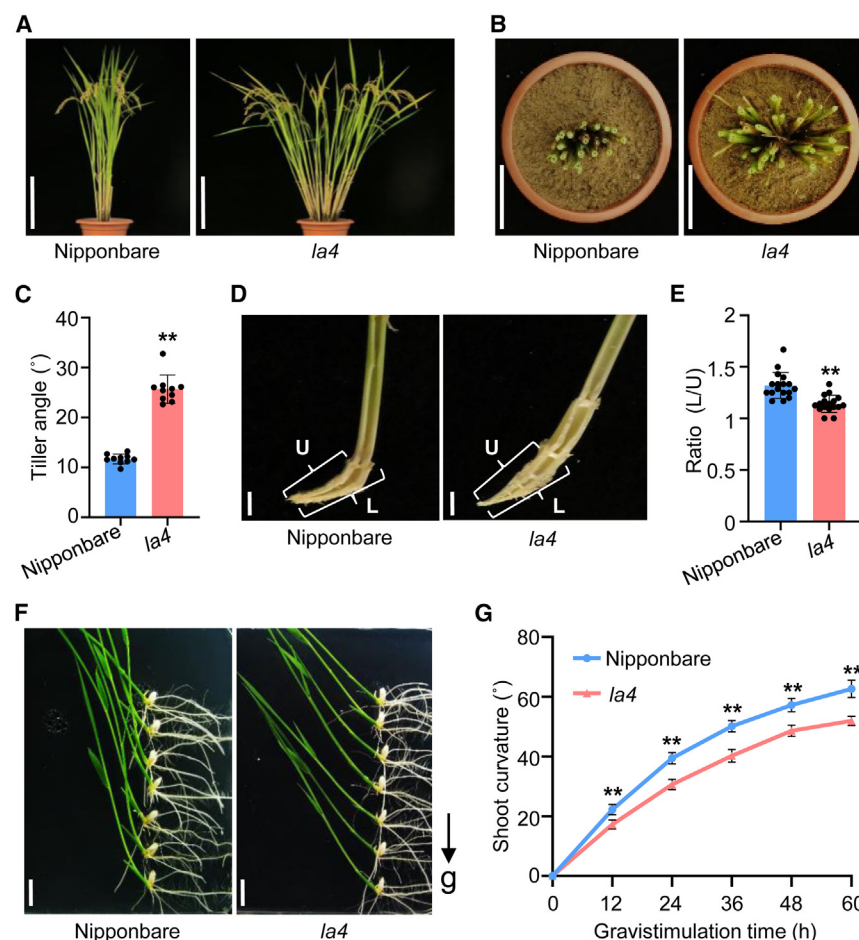 A
Nipponbare
la4
B
Nipponbare
la4
C
Tiller angle (°)
40
30
20
10
0
**
Nipponbare
la4
D
U
L
Nipponbare
U
L
la4
E
Ratio (L/U)
2
1.5
1
0.5
0
**
Nipponbare
la4
F
Nipponbare
la4
g
G
Shoot curvature (°)
80
60
40
20
0
Nipponbare
la4
**
**
**
**
**
0 12 24 36 48 60
Gravistimulation time (h)